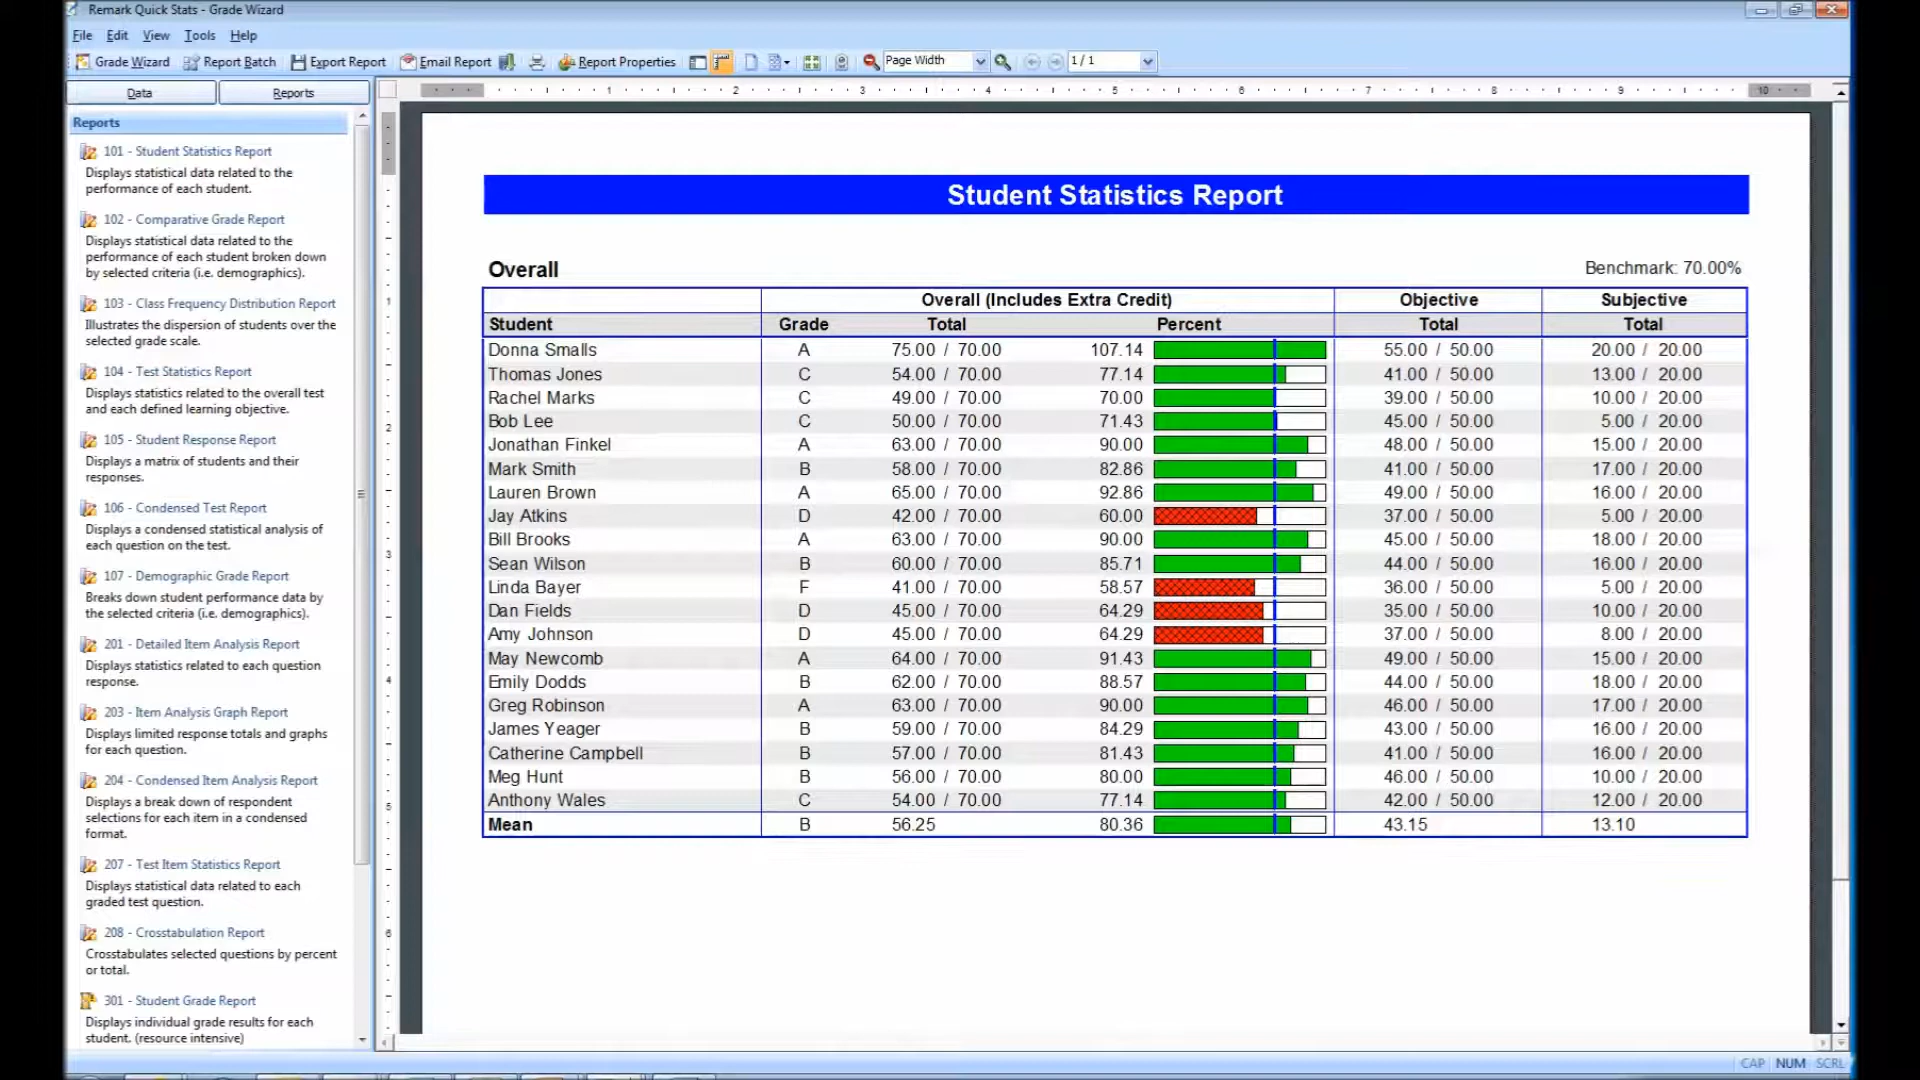 Remark Quick Stats - Grade Wizard
File Edit View Tools Help
Grade Wizard Report Batch Export Report Email Report Report Properties Page Width 1 / 1
Data Reports
1 2 3 4 5 6 7 8 9 10
Reports
101 - Student Statistics Report
Displays statistical data related to the
performance of each student.
102 - Comparative Grade Report
Displays statistical data related to the
performance of each student broken down
by selected criteria (i.e. demographics).
103 - Class Frequency Distribution Report
Illustrates the dispersion of students over the
selected grade scale.
104 - Test Statistics Report
Displays statistics related to the overall test
and each defined learning objective.
105 - Student Response Report
Displays a matrix of students and their
responses.
106 - Condensed Test Report
Displays a condensed statistical analysis of
each question on the test.
107 - Demographic Grade Report
Breaks down student performance data by
the selected criteria (i.e. demographics).
201 - Detailed Item Analysis Report
Displays statistics related to each question
response.
203 - Item Analysis Graph Report
Displays limited response totals and graphs
for each question.
204 - Condensed Item Analysis Report
Displays a break down of respondent
selections for each item in a condensed
format.
207 - Test Item Statistics Report
Displays statistical data related to each
graded test question.
208 - Crosstabulation Report
Crosstabulates selected questions by percent
or total.
301 - Student Grade Report
Displays individual grade results for each
student. (resource intensive)
1
2
3
4
5
6
Student Statistics Report
Overall Benchmark: 70.00%
Overall (Includes Extra Credit) Objective Subjective
Student Grade Total Percent Total Total
Donna Smalls A 75.00 / 70.00 107.14 55.00 / 50.00 20.00 / 20.00
Thomas Jones C 54.00 / 70.00 77.14 41.00 / 50.00 13.00 / 20.00
Rachel Marks C 49.00 / 70.00 70.00 39.00 / 50.00 10.00 / 20.00
Bob Lee C 50.00 / 70.00 71.43 45.00 / 50.00 5.00 / 20.00
Jonathan Finkel A 63.00 / 70.00 90.00 48.00 / 50.00 15.00 / 20.00
Mark Smith B 58.00 / 70.00 82.86 41.00 / 50.00 17.00 / 20.00
Lauren Brown A 65.00 / 70.00 92.86 49.00 / 50.00 16.00 / 20.00
Jay Atkins D 42.00 / 70.00 60.00 37.00 / 50.00 5.00 / 20.00
Bill Brooks A 63.00 / 70.00 90.00 45.00 / 50.00 18.00 / 20.00
Sean Wilson B 60.00 / 70.00 85.71 44.00 / 50.00 16.00 / 20.00
Linda Bayer F 41.00 / 70.00 58.57 36.00 / 50.00 5.00 / 20.00
Dan Fields D 45.00 / 70.00 64.29 35.00 / 50.00 10.00 / 20.00
Amy Johnson D 45.00 / 70.00 64.29 37.00 / 50.00 8.00 / 20.00
May Newcomb A 64.00 / 70.00 91.43 49.00 / 50.00 15.00 / 20.00
Emily Dodds B 62.00 / 70.00 88.57 44.00 / 50.00 18.00 / 20.00
Greg Robinson A 63.00 / 70.00 90.00 46.00 / 50.00 17.00 / 20.00
James Yeager B 59.00 / 70.00 84.29 43.00 / 50.00 16.00 / 20.00
Catherine Campbell B 57.00 / 70.00 81.43 41.00 / 50.00 16.00 / 20.00
Meg Hunt B 56.00 / 70.00 80.00 46.00 / 50.00 10.00 / 20.00
Anthony Wales C 54.00 / 70.00 77.14 42.00 / 50.00 12.00 / 20.00
Mean B 56.25 80.36 43.15 13.10
CAP NUM SCRL